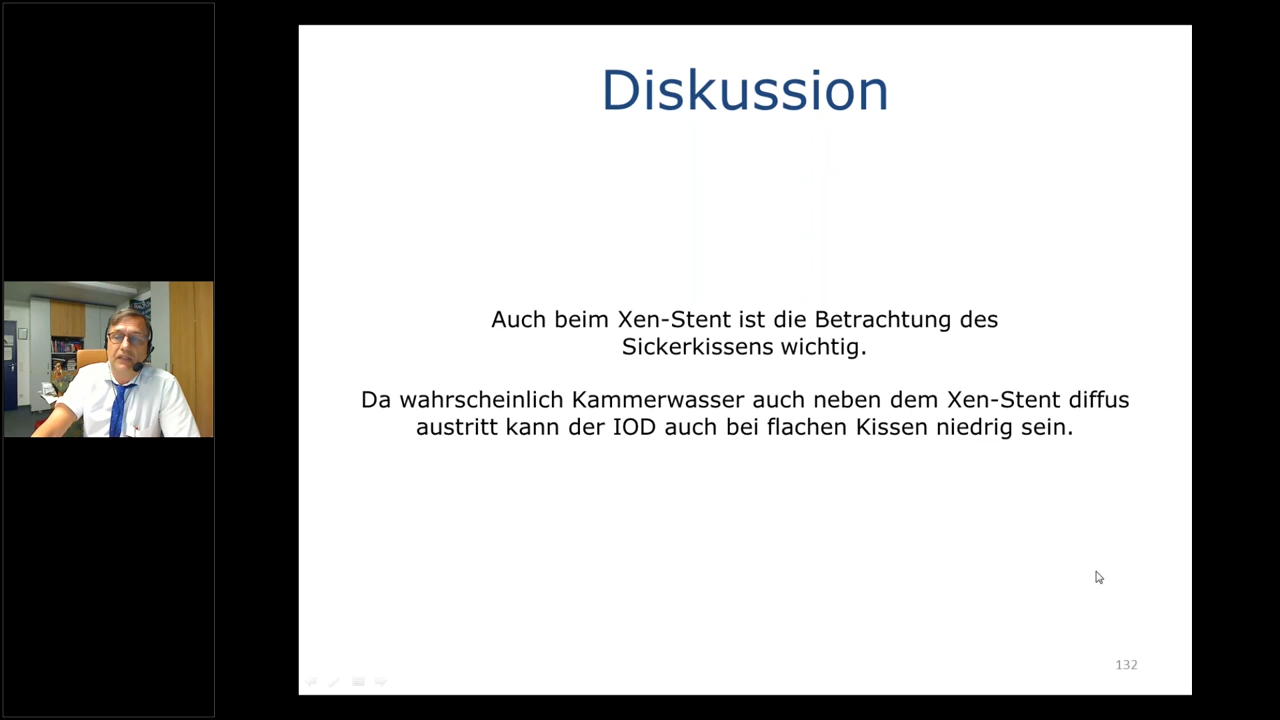 Diskussion
Auch beim Xen-Stent ist die Betrachtung des
Sickerkissens wichtig.
Da wahrscheinlich Kammerwasser auch neben dem Xen-Stent diffus
austritt kann der IOD auch bei flachen Kissen niedrig sein.
132